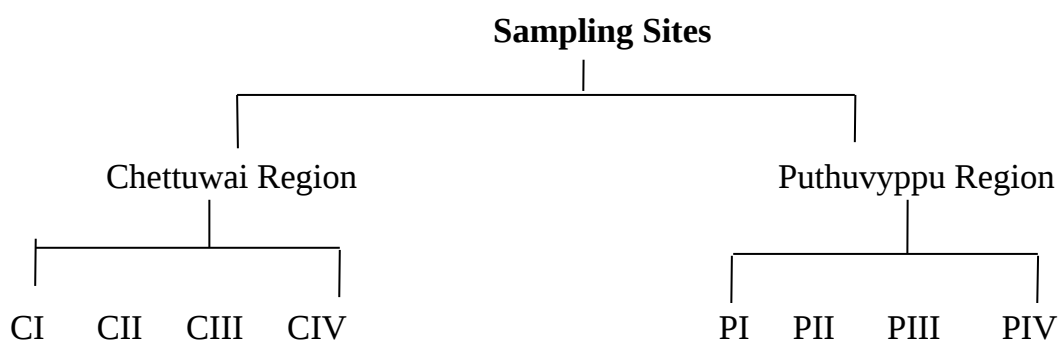 Sampling Sites
Chettuwai Region Puthuvyppu Region
CI CII CIII CIV PI PII PIII PIV